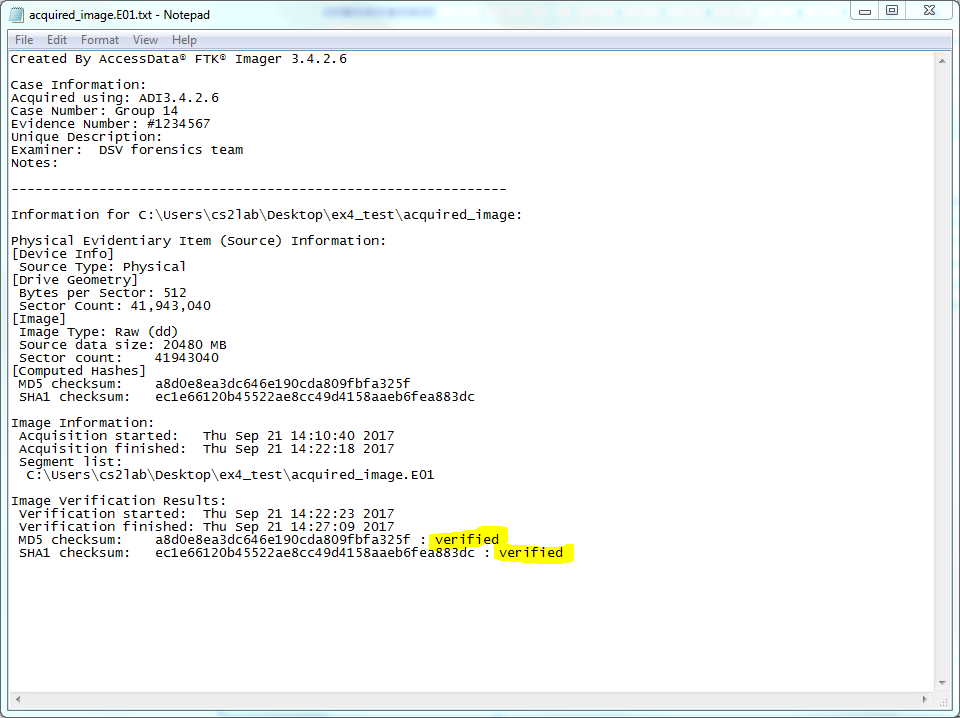 acquired_image.E01.txt - Notepad
File Edit Format View Help
Created By AccessData® FTK® Imager 3.4.2.6

Case Information:
Acquired using: ADI3.4.2.6
Case Number: Group 14
Evidence Number: #1234567
Unique Description:
Examiner:  DSV forensics team
Notes:

--------------------------------------------------------------

Information for C:\Users\cs2lab\Desktop\ex4_test\acquired_image:

Physical Evidentiary Item (Source) Information:
[Device Info]
 Source Type: Physical
[Drive Geometry]
 Bytes per Sector: 512
 Sector Count: 41,943,040
[Image]
 Image Type: Raw (dd)
 Source data size: 20480 MB
 Sector count:    41943040
[Computed Hashes]
 MD5 checksum:    a8d0e8ea3dc646e190cda809fbfa325f
 SHA1 checksum:   ec1e66120b45522ae8cc49d4158aaeb6fea883dc

Image Information:
 Acquisition started:   Thu Sep 21 14:10:40 2017
 Acquisition finished:  Thu Sep 21 14:22:18 2017
 Segment list:
  C:\Users\cs2lab\Desktop\ex4_test\acquired_image.E01

Image Verification Results:
 Verification started:  Thu Sep 21 14:22:23 2017
 Verification finished: Thu Sep 21 14:27:09 2017
 MD5 checksum:    a8d0e8ea3dc646e190cda809fbfa325f : verified
 SHA1 checksum:   ec1e66120b45522ae8cc49d4158aaeb6fea883dc : verified